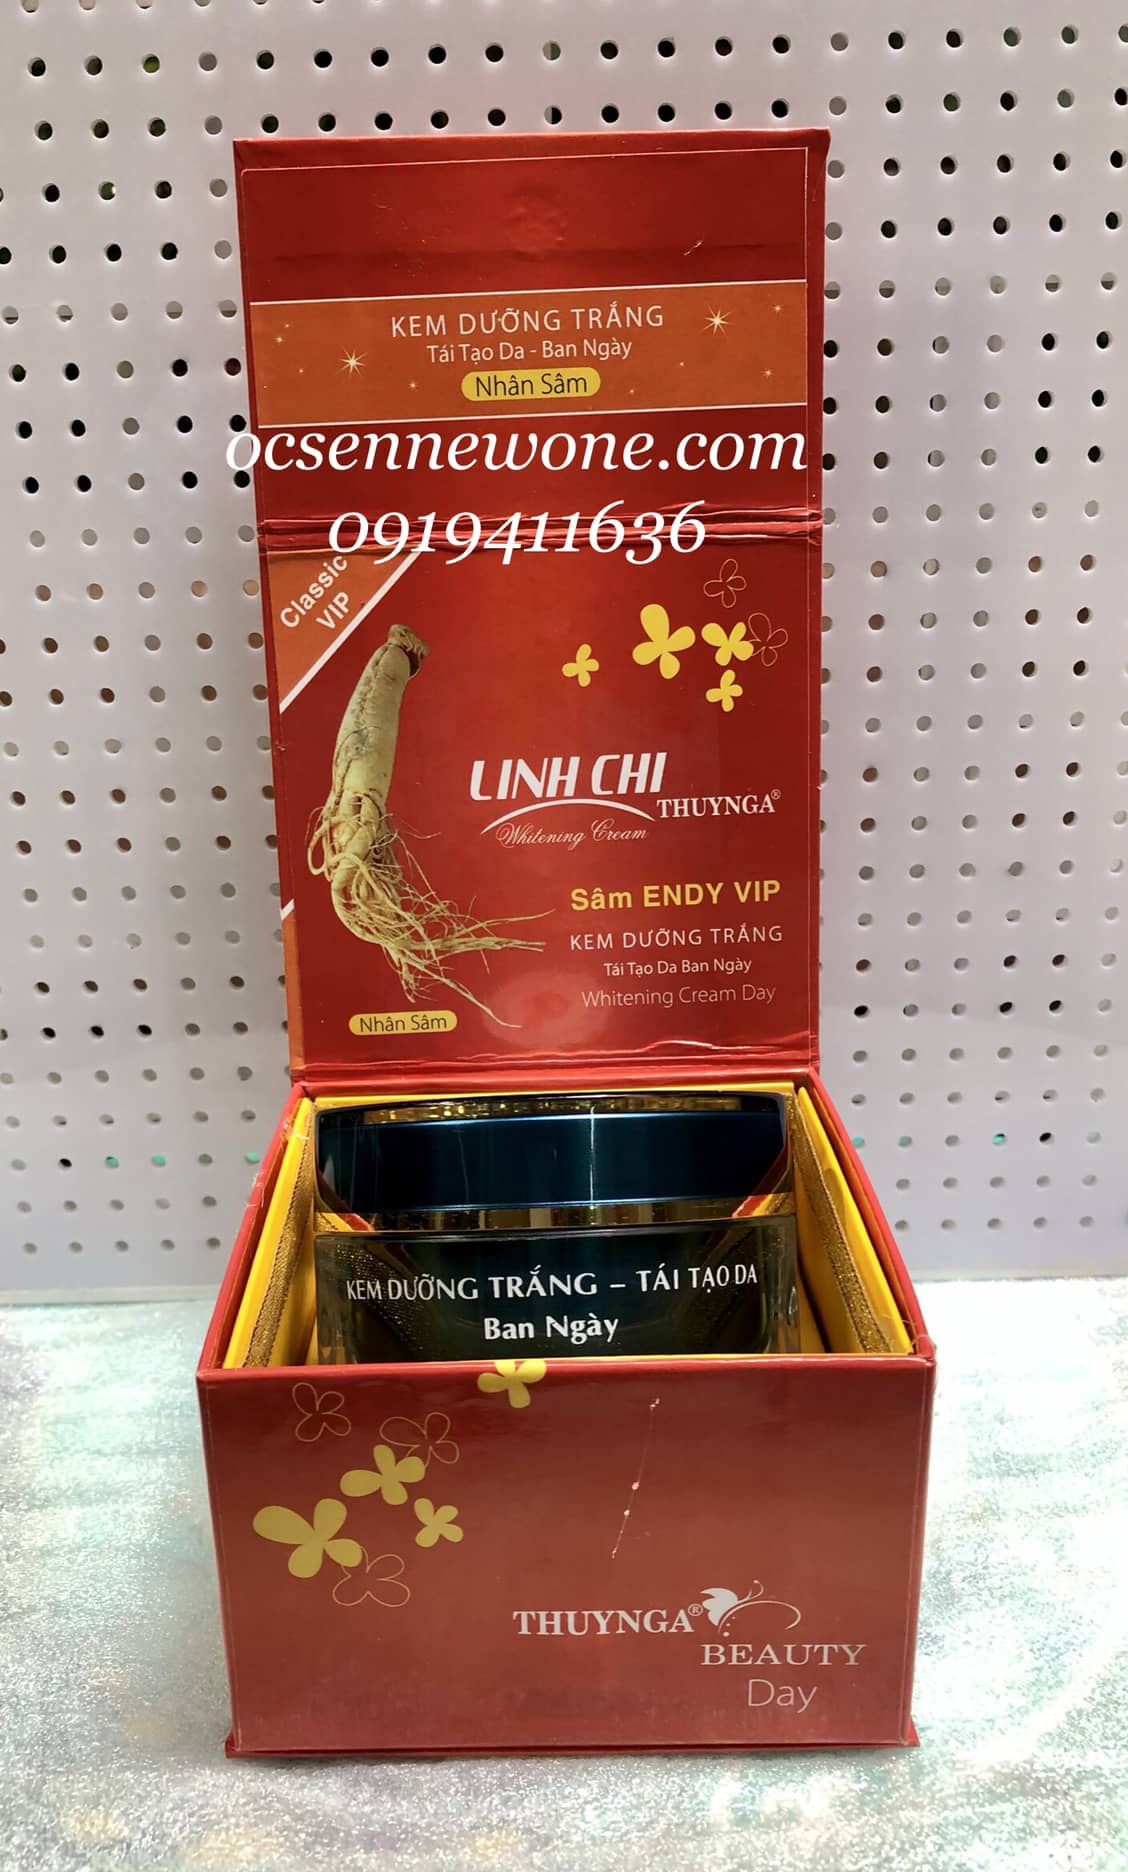 KEM DƯỠNG TRẮNG
Tái Tạo Da - Ban Ngày
Nhân Sâm
ocsennewone.com
0919411636
Classic
VIP
LINH CHI
THUYNGA®
Whitening Cream
Sâm ENDY VIP
KEM DƯỠNG TRẮNG
Tái Tạo Da Ban Ngày
Whitening Cream Day
Nhân Sâm
KEM DƯỠNG TRẮNG – TÁI TẠO DA
Ban Ngày
THUYNGA®
BEAUTY
Day